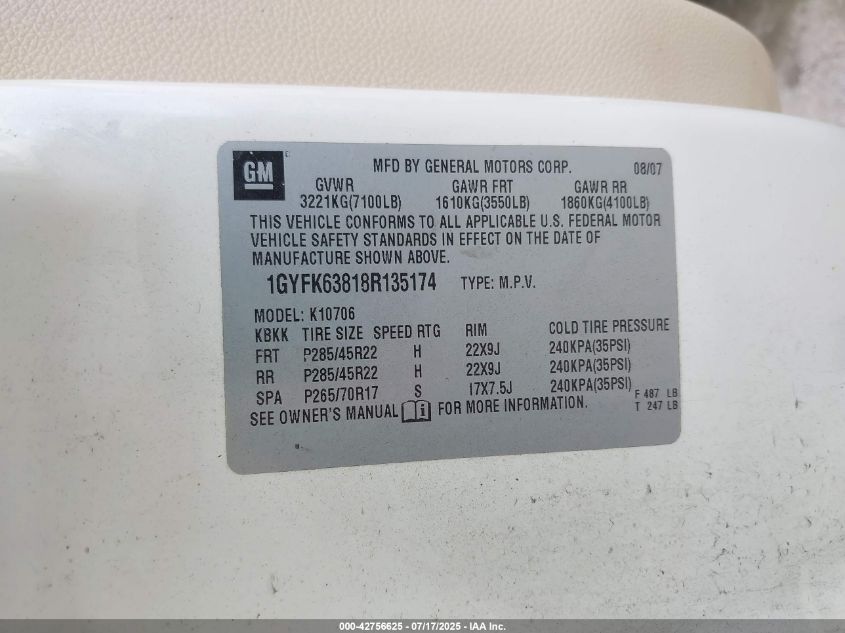 GM
MFD BY GENERAL MOTORS CORP. 08/07
GVWR GAWR FRT GAWR RR
3221KG(7100LB) 1610KG(3550LB) 1860KG(4100LB)
THIS VEHICLE CONFORMS TO ALL APPLICABLE U.S. FEDERAL MOTOR
VEHICLE SAFETY STANDARDS IN EFFECT ON THE DATE OF
MANUFACTURE SHOWN ABOVE.
1GYFK63818R135174 TYPE: M.P.V.
MODEL: K10706
KBKK TIRE SIZE SPEED RTG RIM COLD TIRE PRESSURE
FRT P285/45R22 H 22X9J 240KPA(35PSI)
RR P285/45R22 H 22X9J 240KPA(35PSI)
SPA P265/70R17 S 17X7.5J 240KPA(35PSI)
F 487 LB
T 247 LB
SEE OWNER'S MANUAL i FOR MORE INFORMATION.
000-42756625 - 07/17/2025 - IAA Inc.